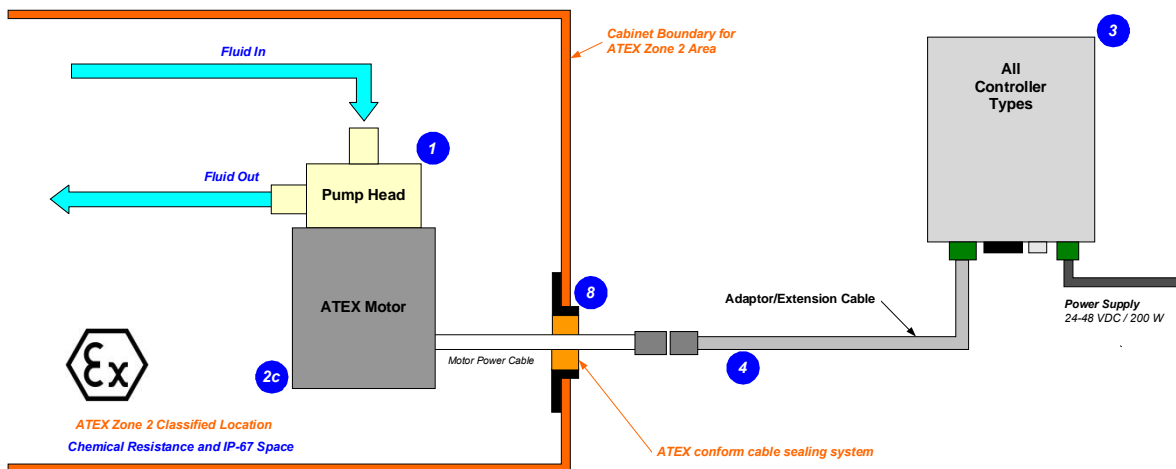 Fluid In
Cabinet Boundary for
ATEX Zone 2 Area
3
All
Controller
Types
1
Fluid Out
Pump Head
8
ATEX Motor
Adaptor/Extension Cable
Power Supply
24-48 VDC / 200 W
Motor Power Cable
4
2c
Ex
ATEX Zone 2 Classified Location
Chemical Resistance and IP-67 Space
ATEX conform cable sealing system